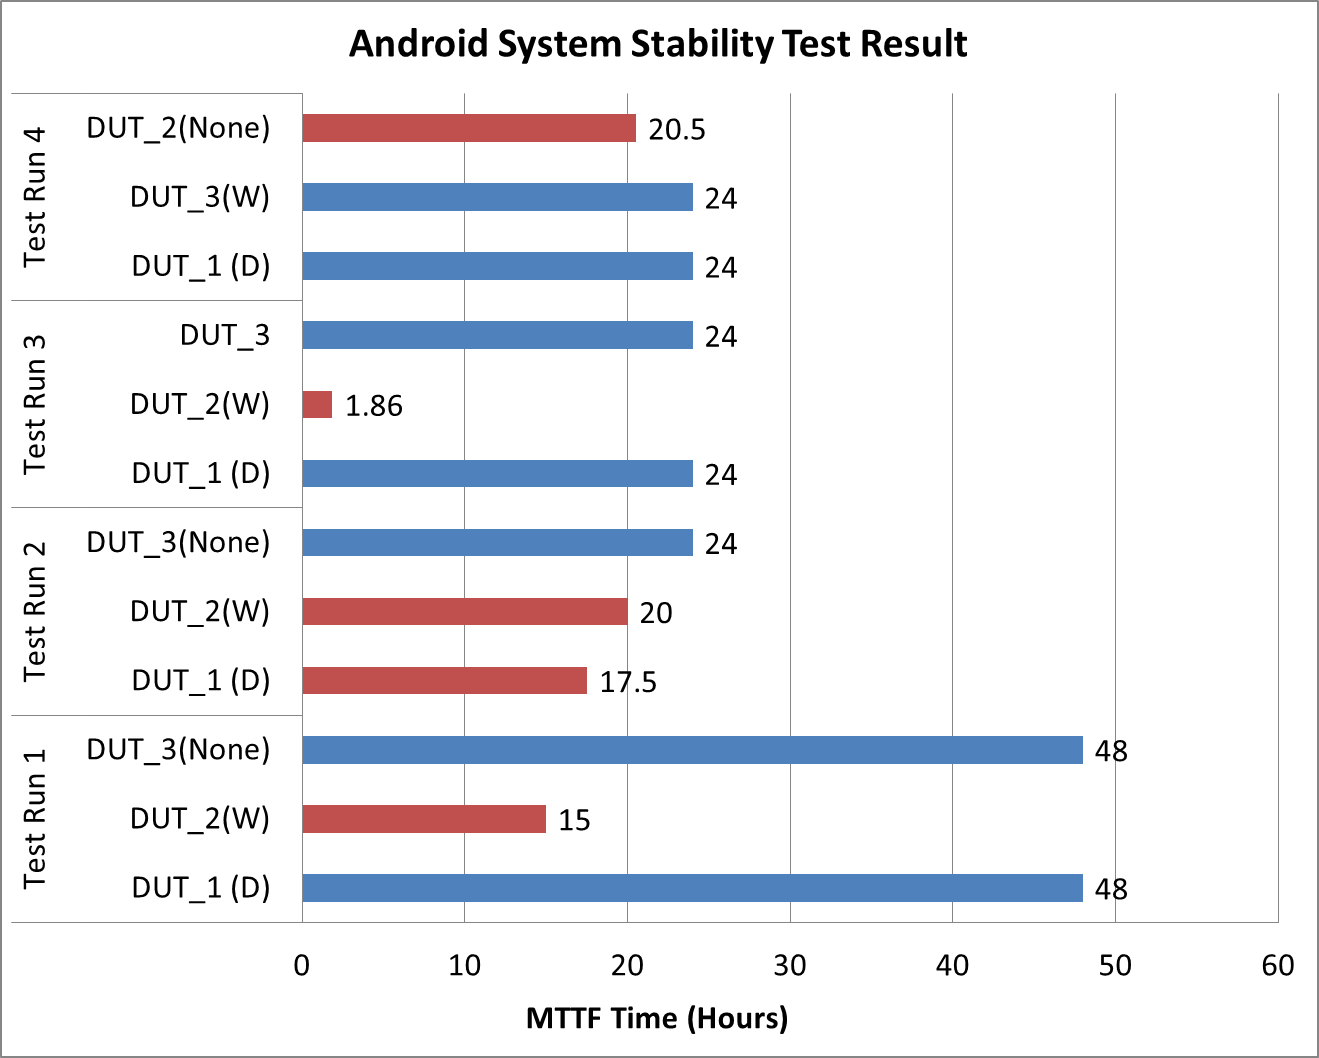 Android System Stability Test Result
Test Run 4
DUT_2(None)
20.5
DUT_3(W)
24
DUT_1 (D)
24
Test Run 3
DUT_3
24
DUT_2(W)
1.86
DUT_1 (D)
24
Test Run 2
DUT_3(None)
24
DUT_2(W)
20
DUT_1 (D)
17.5
Test Run 1
DUT_3(None)
48
DUT_2(W)
15
DUT_1 (D)
48
0 10 20 30 40 50 60
MTTF Time (Hours)